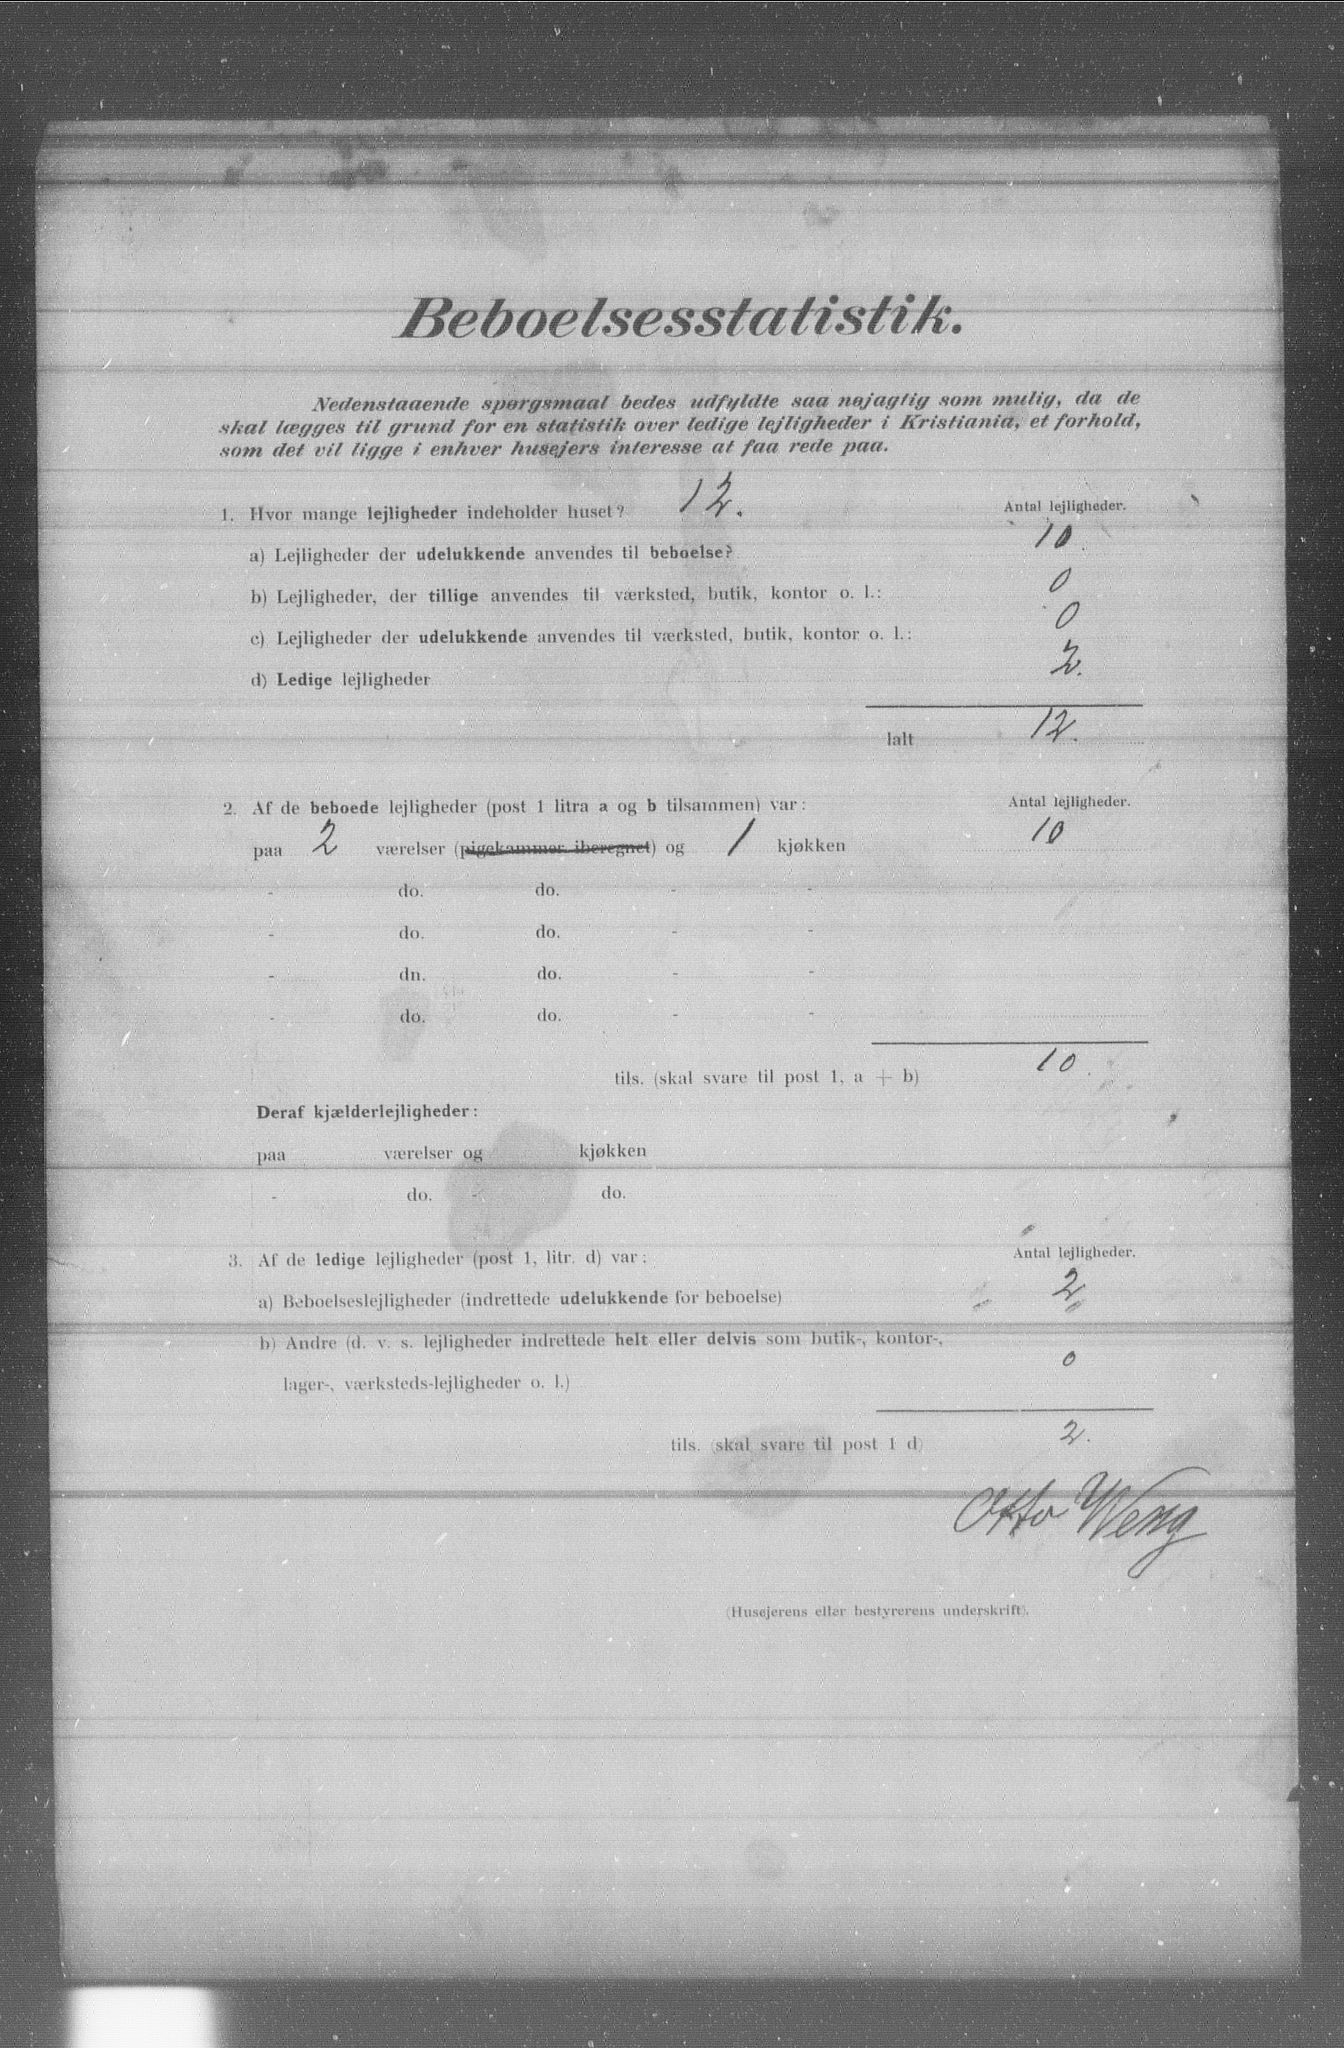 Beboelsesstatistik.
Nedenstaaende spørgsmaal bedes udfyldte saa nøjagtig som mulig, da de
skal lægges til grund for en statistik over ledige lejligheder i Kristiania, et forhold,
som det vil ligge i enhver husejers interesse at faa rede paa.
1. Hvor mange lejligheder indeholder huset? 12. Antal lejligheder.
a) Lejligheder der udelukkende anvendes til beboelse? 10
b) Lejligheder, der tillige anvendes til værksted, butik, kontor o. l.: 0
c) Lejligheder der udelukkende anvendes til værksted, butik, kontor o. l.: 0
d) Ledige lejligheder 2.
Ialt 12.
2. Af de beboede lejligheder (post 1 litra a og b tilsammen) var: Antal lejligheder.
paa 2 værelser (pigekammer iberegnet) og 1 kjøkken 10
- do. do. - -
- do. do. - -
- dn. do. - -
- do. do. - -
tils. (skal svare til post 1, a + b) 10
Deraf kjælderlejligheder:
paa værelser og kjøkken
- do. - do.
3. Af de ledige lejligheder (post 1, litr. d) var: Antal lejligheder.
a) Beboelseslejligheder (indrettede udelukkende for beboelse) 2
b) Andre (d. v. s. lejligheder indrettede helt eller delvis som butik-, kontor-,
lager-, værksteds-lejligheder o. l.) 0
tils. (skal svare til post 1 d) 2.
Otto Weng
(Husejerens eller bestyrerens underskrift).